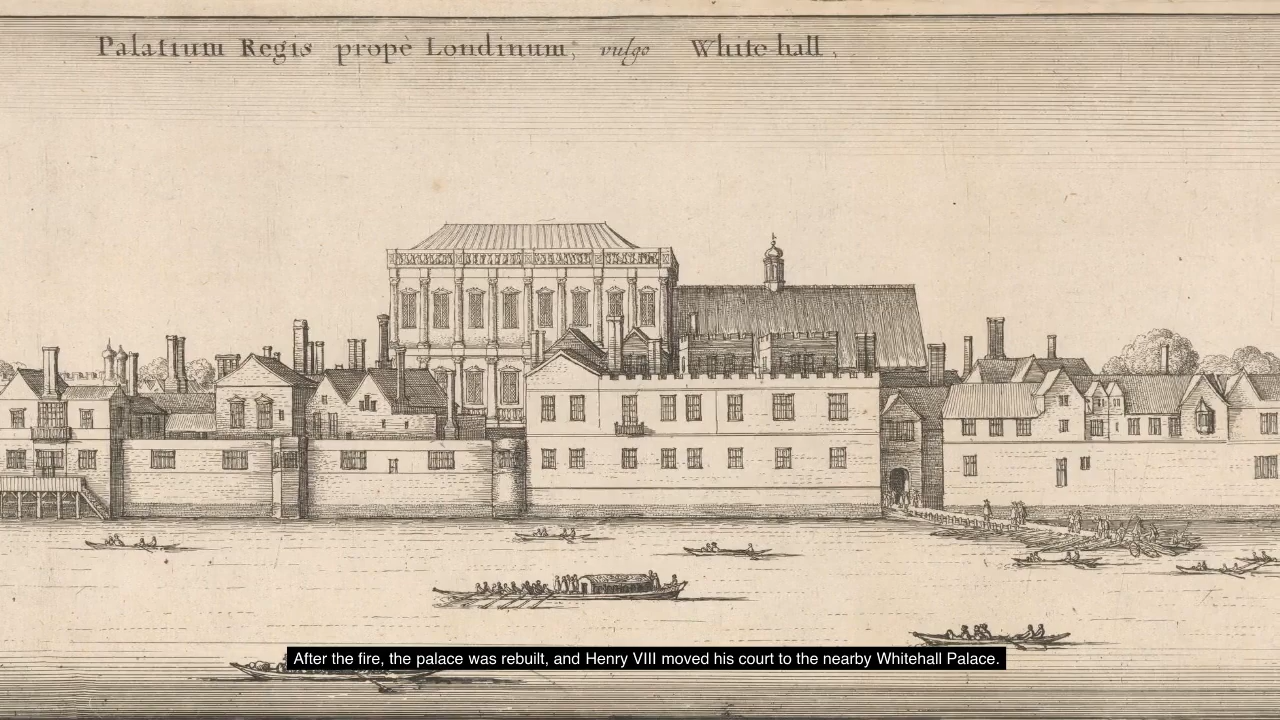 Palatium Regis propè Londinum, vulgo White-hall,
After the fire, the palace was rebuilt, and Henry VIII moved his court to the nearby Whitehall Palace.